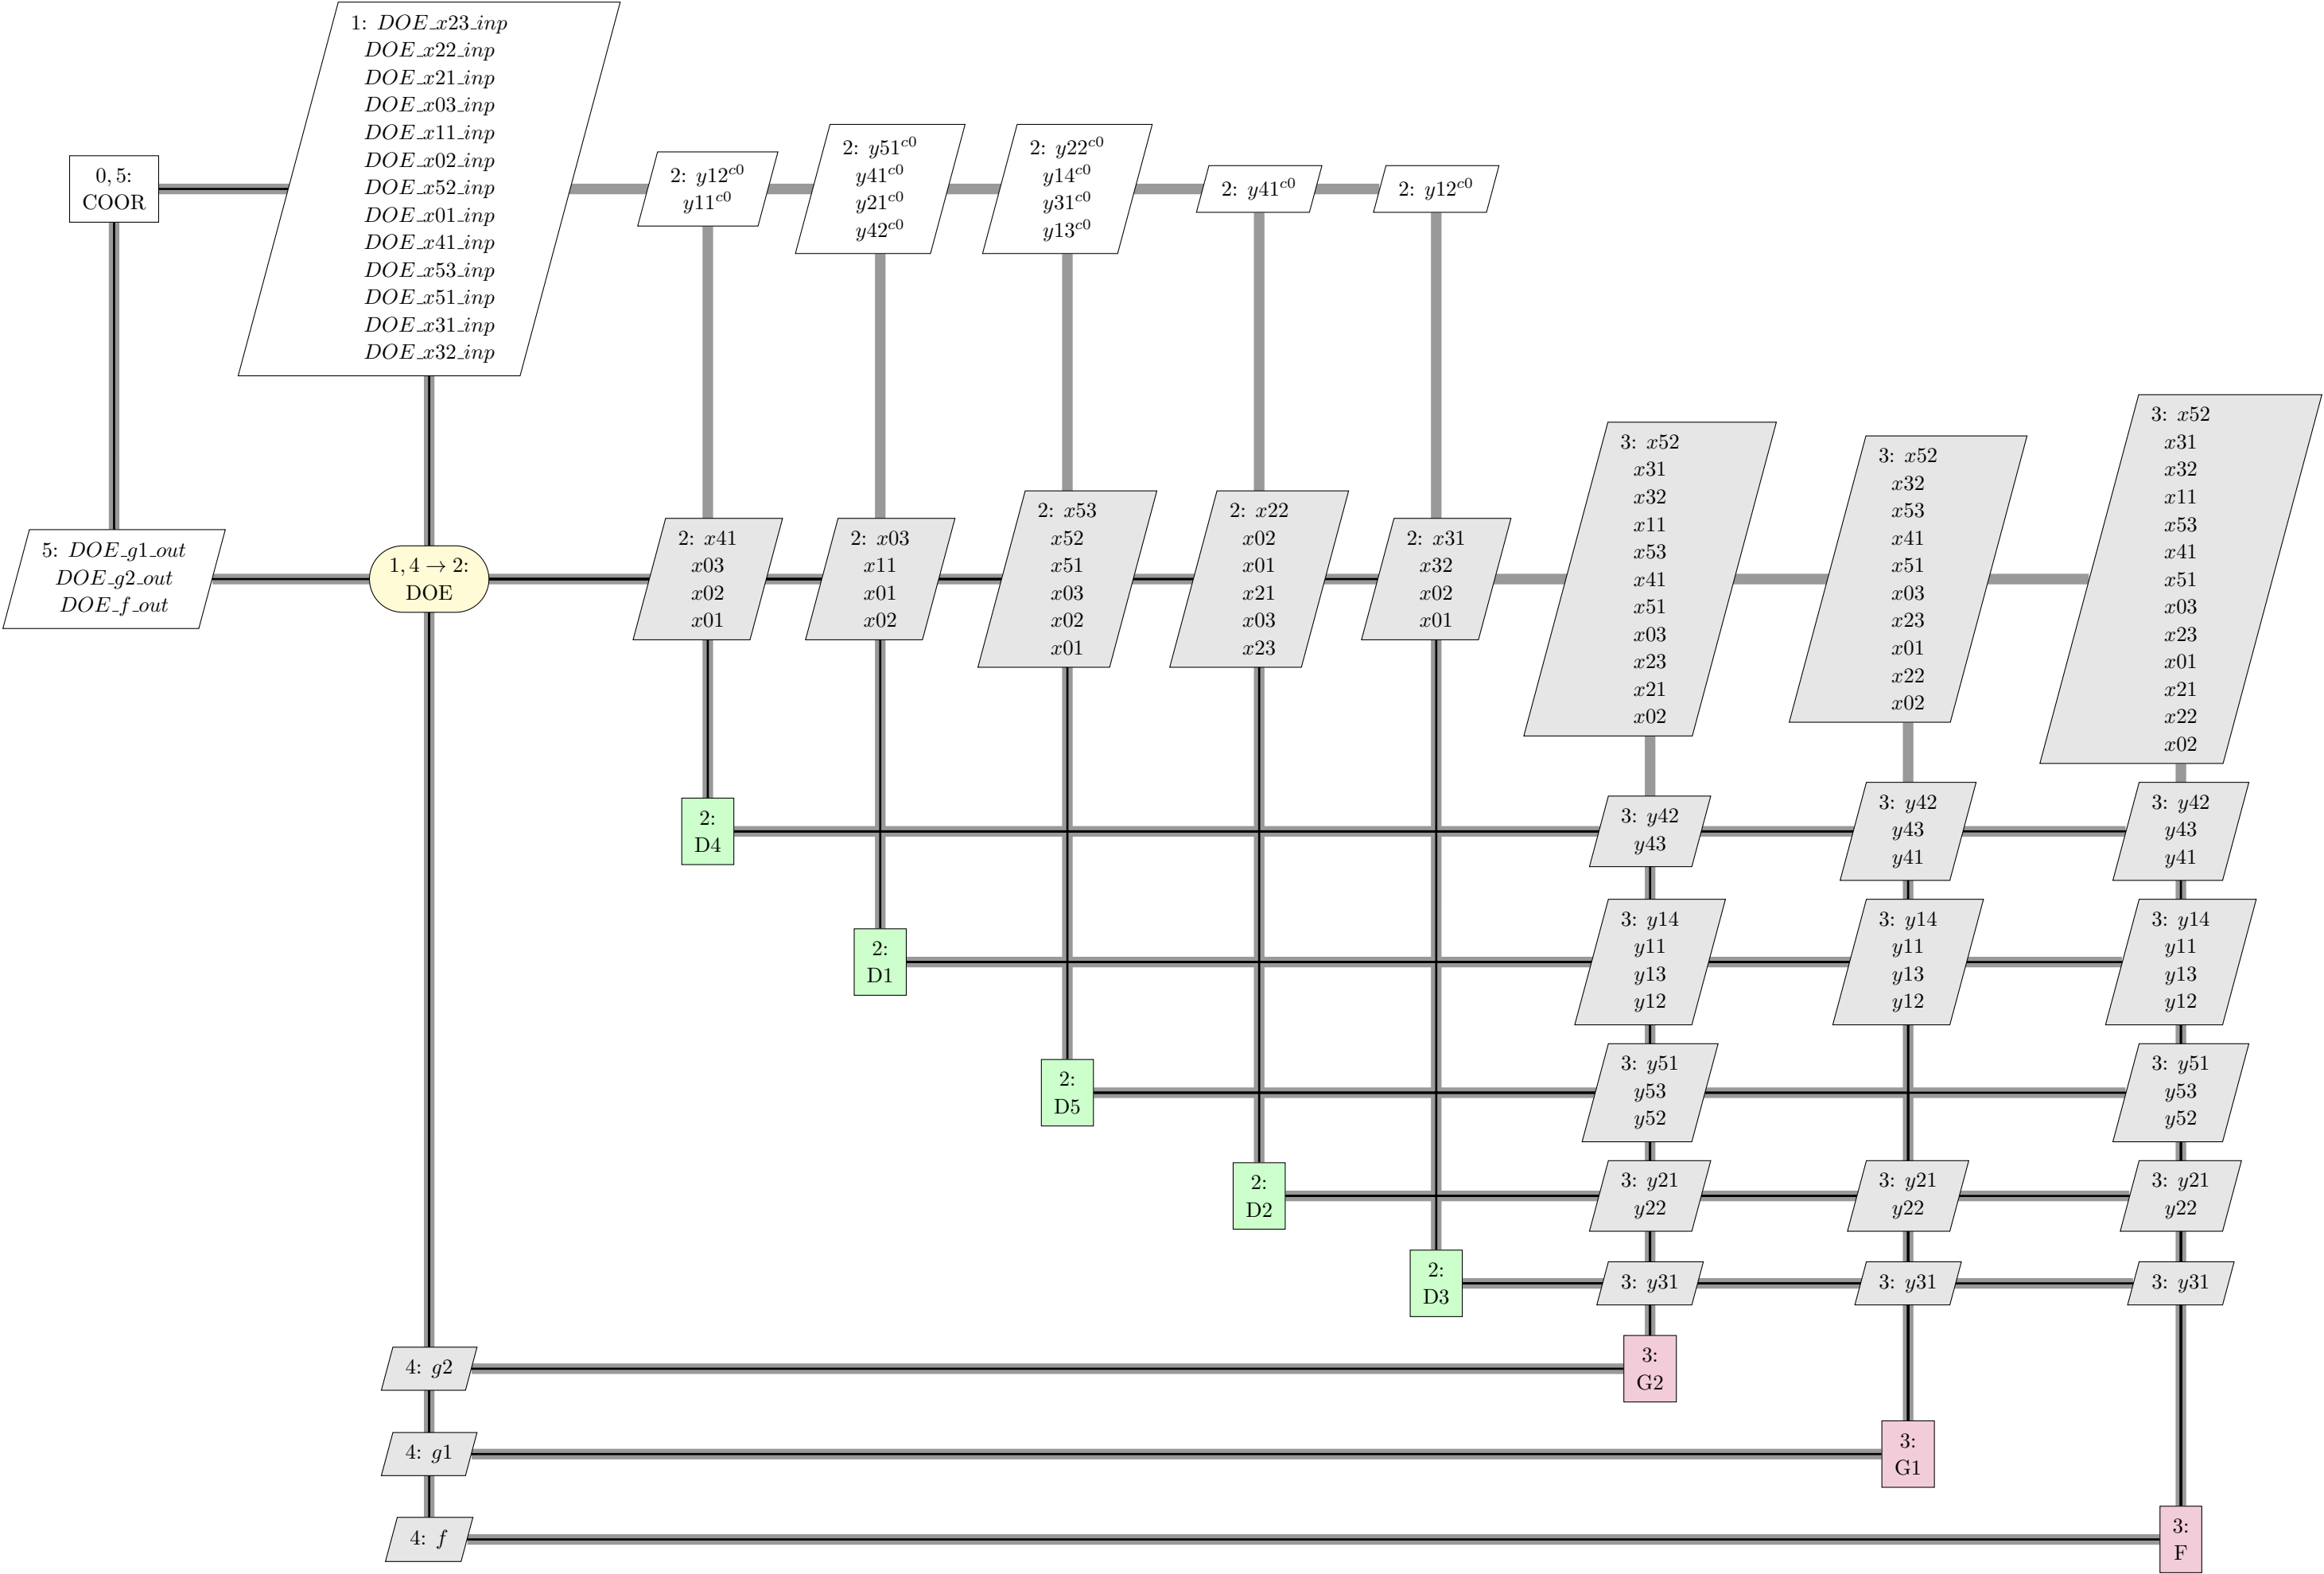 0, 5:
COOR
1: DOE_x23_inp
DOE_x22_inp
DOE_x21_inp
DOE_x03_inp
DOE_x11_inp
DOE_x02_inp
DOE_x52_inp
DOE_x01_inp
DOE_x41_inp
DOE_x53_inp
DOE_x51_inp
DOE_x31_inp
DOE_x32_inp
2: y12^{c0}
y11^{c0}
2: y51^{c0}
y41^{c0}
y21^{c0}
y42^{c0}
2: y22^{c0}
y14^{c0}
y31^{c0}
y13^{c0}
2: y41^{c0}
2: y12^{c0}
5: DOE_g1_out
DOE_g2_out
DOE_f_out
1, 4 → 2:
DOE
2: x41
x03
x02
x01
2: x03
x11
x01
x02
2: x53
x52
x51
x03
x02
x01
2: x22
x02
x01
x21
x03
x23
2: x31
x32
x02
x01
3: x52
x31
x32
x11
x53
x41
x51
x03
x23
x21
x02
3: x52
x32
x53
x41
x51
x03
x23
x01
x22
x02
3: x52
x31
x32
x11
x53
x41
x51
x03
x23
x01
x21
x22
x02
2:
D4
3: y42
y43
3: y42
y43
y41
3: y42
y43
y41
2:
D1
3: y14
y11
y13
y12
3: y14
y11
y13
y12
3: y14
y11
y13
y12
2:
D5
3: y51
y53
y52
3: y51
y53
y52
2:
D2
3: y21
y22
3: y21
y22
3: y21
y22
2:
D3
3: y31
3: y31
3: y31
4: g2
3:
G2
4: g1
3:
G1
4: f
3:
F